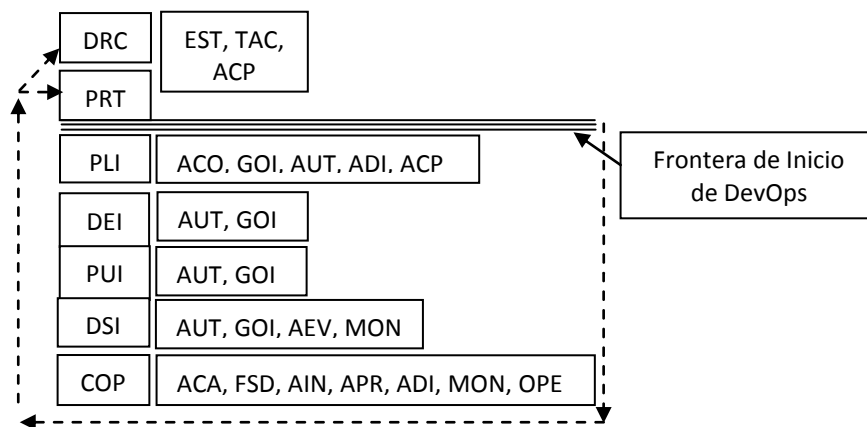 DRC
EST, TAC,
ACP
PRT
PLI
ACO, GOI, AUT, ADI, ACP
Frontera de Inicio
de DevOps
DEI
AUT, GOI
PUI
AUT, GOI
DSI
AUT, GOI, AEV, MON
COP
ACA, FSD, AIN, APR, ADI, MON, OPE